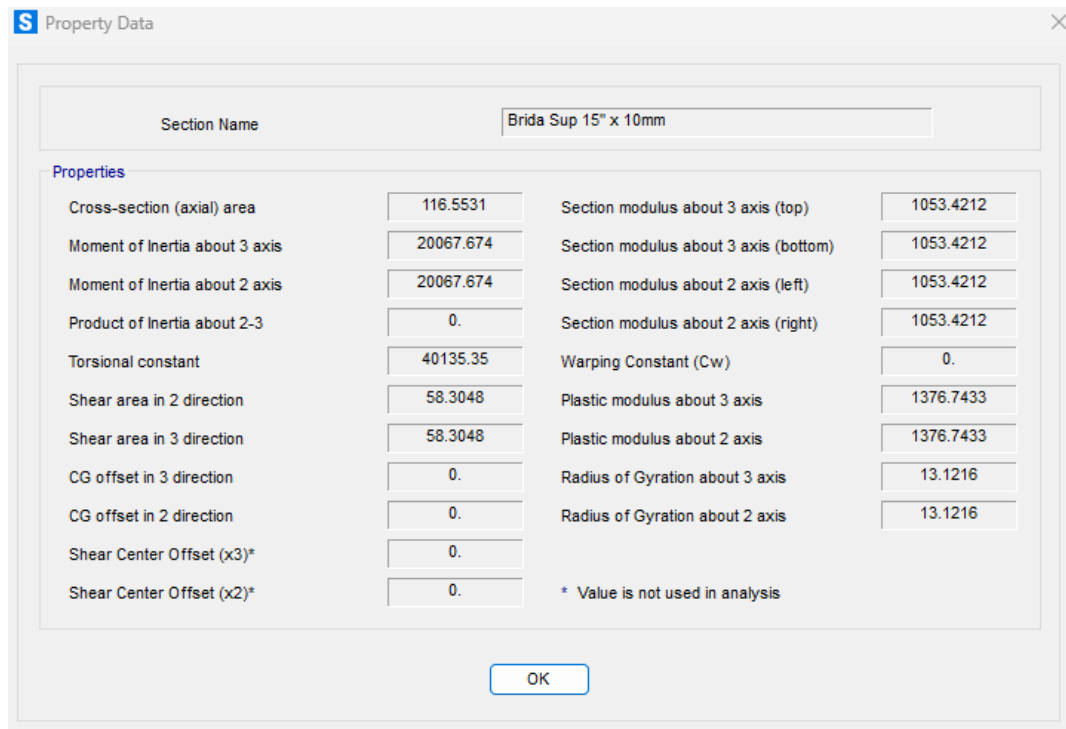 S Property Data
Section Name
Brida Sup 15" x 10mm
Properties
Cross-section (axial) area 116.5531 Section modulus about 3 axis (top) 1053.4212
Moment of Inertia about 3 axis 20067.674 Section modulus about 3 axis (bottom) 1053.4212
Moment of Inertia about 2 axis 20067.674 Section modulus about 2 axis (left) 1053.4212
Product of Inertia about 2-3 0. Section modulus about 2 axis (right) 1053.4212
Torsional constant 40135.35 Warping Constant (Cw) 0.
Shear area in 2 direction 58.3048 Plastic modulus about 3 axis 1376.7433
Shear area in 3 direction 58.3048 Plastic modulus about 2 axis 1376.7433
CG offset in 3 direction 0. Radius of Gyration about 3 axis 13.1216
CG offset in 2 direction 0. Radius of Gyration about 2 axis 13.1216
Shear Center Offset (x3)* 0.
Shear Center Offset (x2)* 0. * Value is not used in analysis
OK